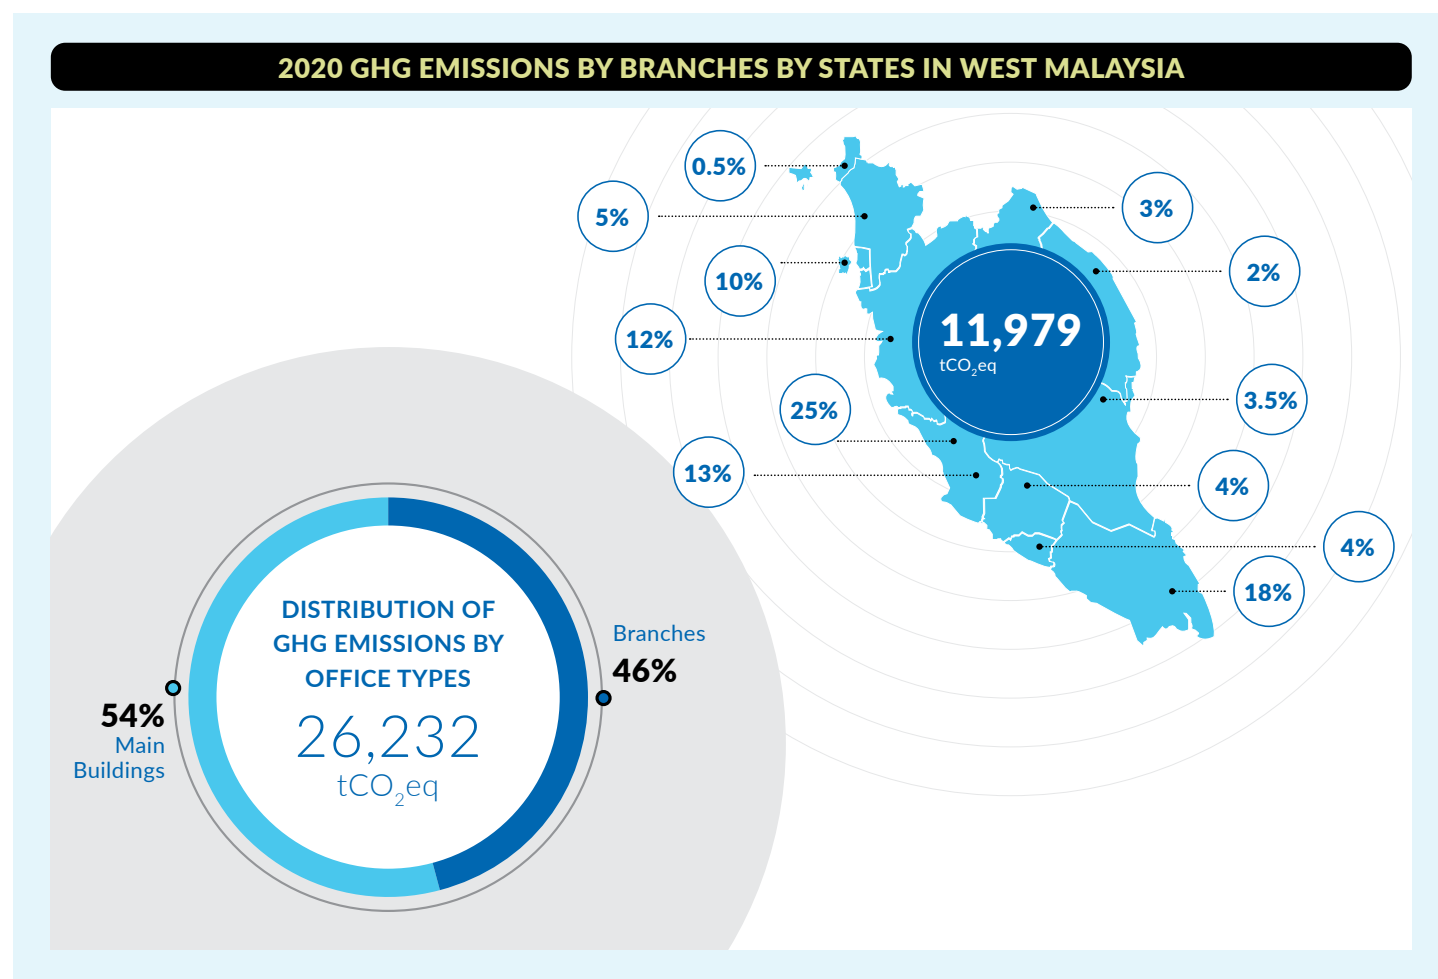 2020 GHG EMISSIONS BY BRANCHES BY STATES IN WEST MALAYSIA
0.5%
5%
10%
12%
25%
13%
3%
2%
3.5%
4%
4%
18%
11,979
tCO₂eq
DISTRIBUTION OF
GHG EMISSIONS BY
OFFICE TYPES
26,232
tCO₂eq
Branches
46%
54%
Main
Buildings